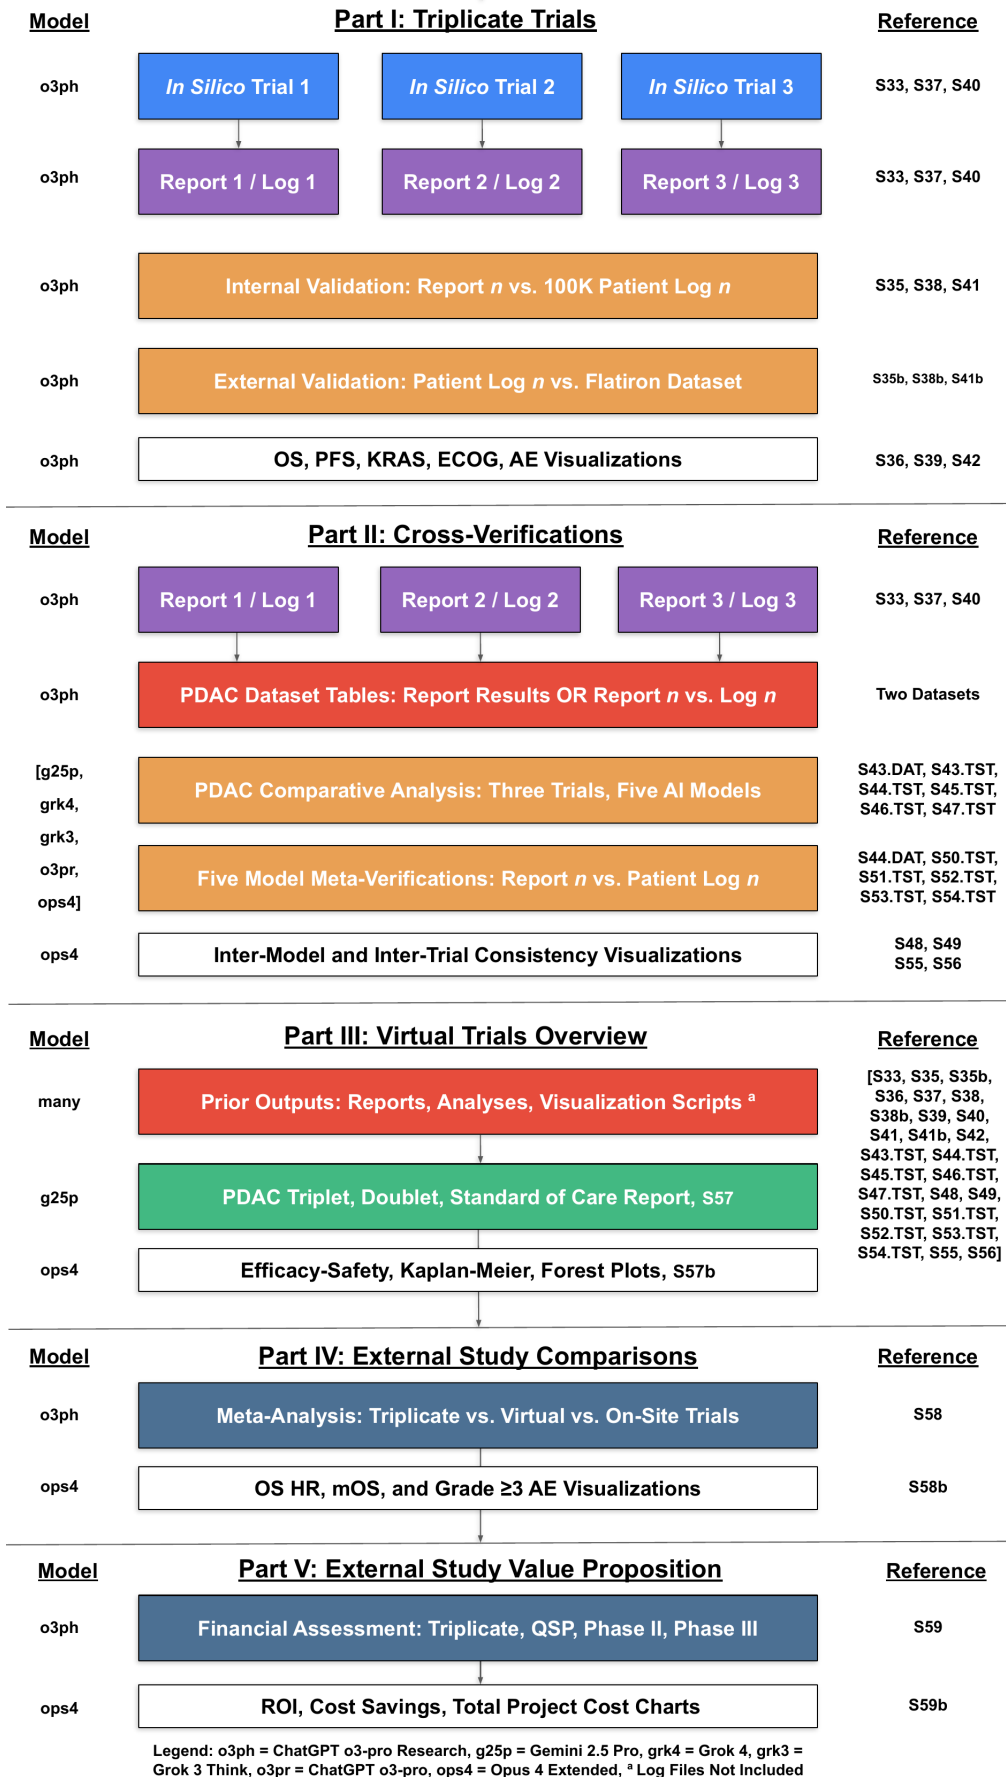 Model Part I: Triplicate Trials Reference
o3ph In Silico Trial 1 In Silico Trial 2 In Silico Trial 3 S33, S37, S40
o3ph Report 1 / Log 1 Report 2 / Log 2 Report 3 / Log 3 S33, S37, S40
o3ph Internal Validation: Report n vs. 100K Patient Log n S35, S38, S41
o3ph External Validation: Patient Log n vs. Flatiron Dataset S35b, S38b, S41b
o3ph OS, PFS, KRAS, ECOG, AE Visualizations S36, S39, S42
Model Part II: Cross-Verifications Reference
o3ph Report 1 / Log 1 Report 2 / Log 2 Report 3 / Log 3 S33, S37, S40
o3ph PDAC Dataset Tables: Report Results OR Report n vs. Log n Two Datasets
[g25p,
grk4,
grk3,
o3pr,
ops4]
PDAC Comparative Analysis: Three Trials, Five AI Models
S43.DAT, S43.TST,
S44.TST, S45.TST,
S46.TST, S47.TST
Five Model Meta-Verifications: Report n vs. Patient Log n
S44.DAT, S50.TST,
S51.TST, S52.TST,
S53.TST, S54.TST
ops4 Inter-Model and Inter-Trial Consistency Visualizations
S48, S49
S55, S56
Model Part III: Virtual Trials Overview Reference
many Prior Outputs: Reports, Analyses, Visualization Scripts a
g25p PDAC Triplet, Doublet, Standard of Care Report, S57
ops4 Efficacy-Safety, Kaplan-Meier, Forest Plots, S57b
[S33, S35, S35b,
S36, S37, S38,
S38b, S39, S40,
S41, S41b, S42,
S43.TST, S44.TST,
S45.TST, S46.TST,
S47.TST, S48, S49,
S50.TST, S51.TST,
S52.TST, S53.TST,
S54.TST, S55, S56]
Model Part IV: External Study Comparisons Reference
o3ph Meta-Analysis: Triplicate vs. Virtual vs. On-Site Trials S58
ops4 OS HR, mOS, and Grade ≥3 AE Visualizations S58b
Model Part V: External Study Value Proposition Reference
o3ph Financial Assessment: Triplicate, QSP, Phase II, Phase III S59
ops4 ROI, Cost Savings, Total Project Cost Charts S59b
Legend: o3ph = ChatGPT o3-pro Research, g25p = Gemini 2.5 Pro, grk4 = Grok 4, grk3 =
Grok 3 Think, o3pr = ChatGPT o3-pro, ops4 = Opus 4 Extended, a Log Files Not Included